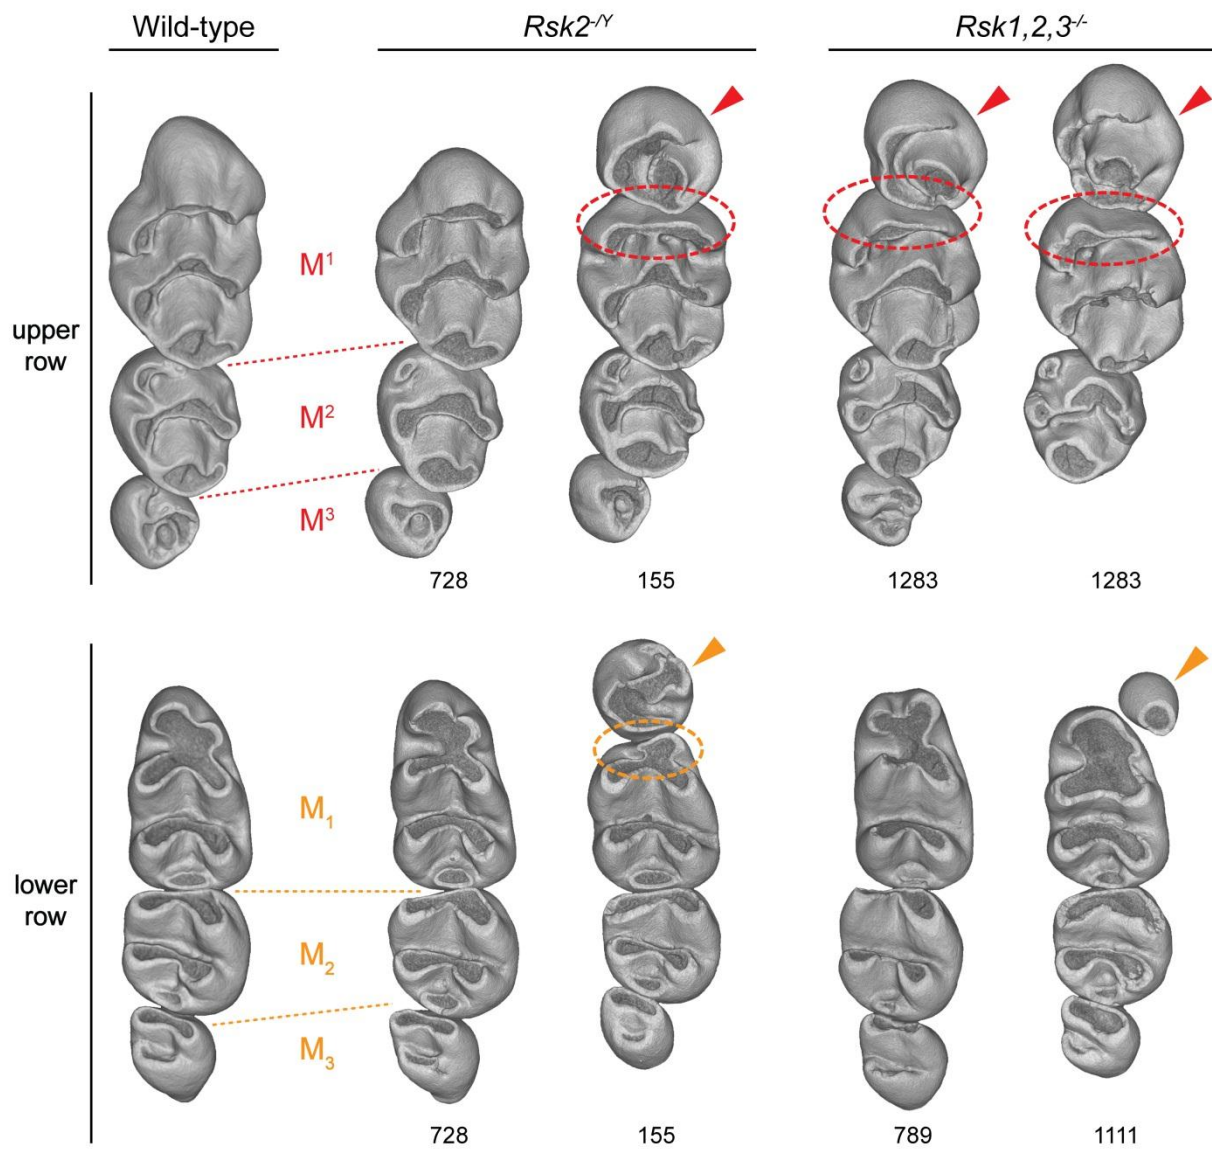 Wild-type
Rsk2-/Y
Rsk1,2,3-/-
upper
row
M1
M2
M3
728
155
1283
1283
lower
row
M1
M2
M3
728
155
789
1111